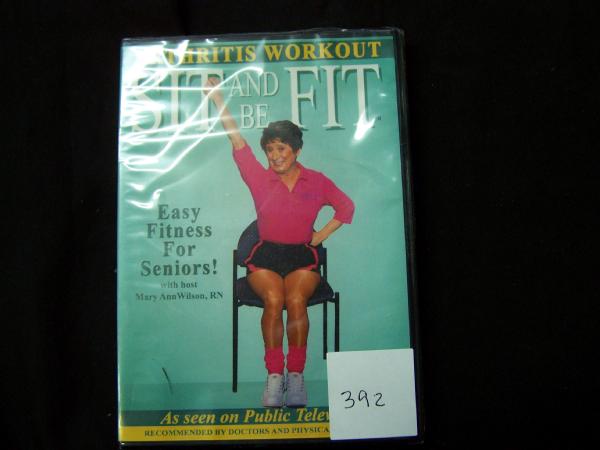 THRITIS WORKOUT
SIT AND BE FIT
Easy
Fitness
For
Seniors!
with host
Mary Ann Wilson, RN
392
As seen on Public Telev
RECOMMENDED BY DOCTORS AND PHYSICA